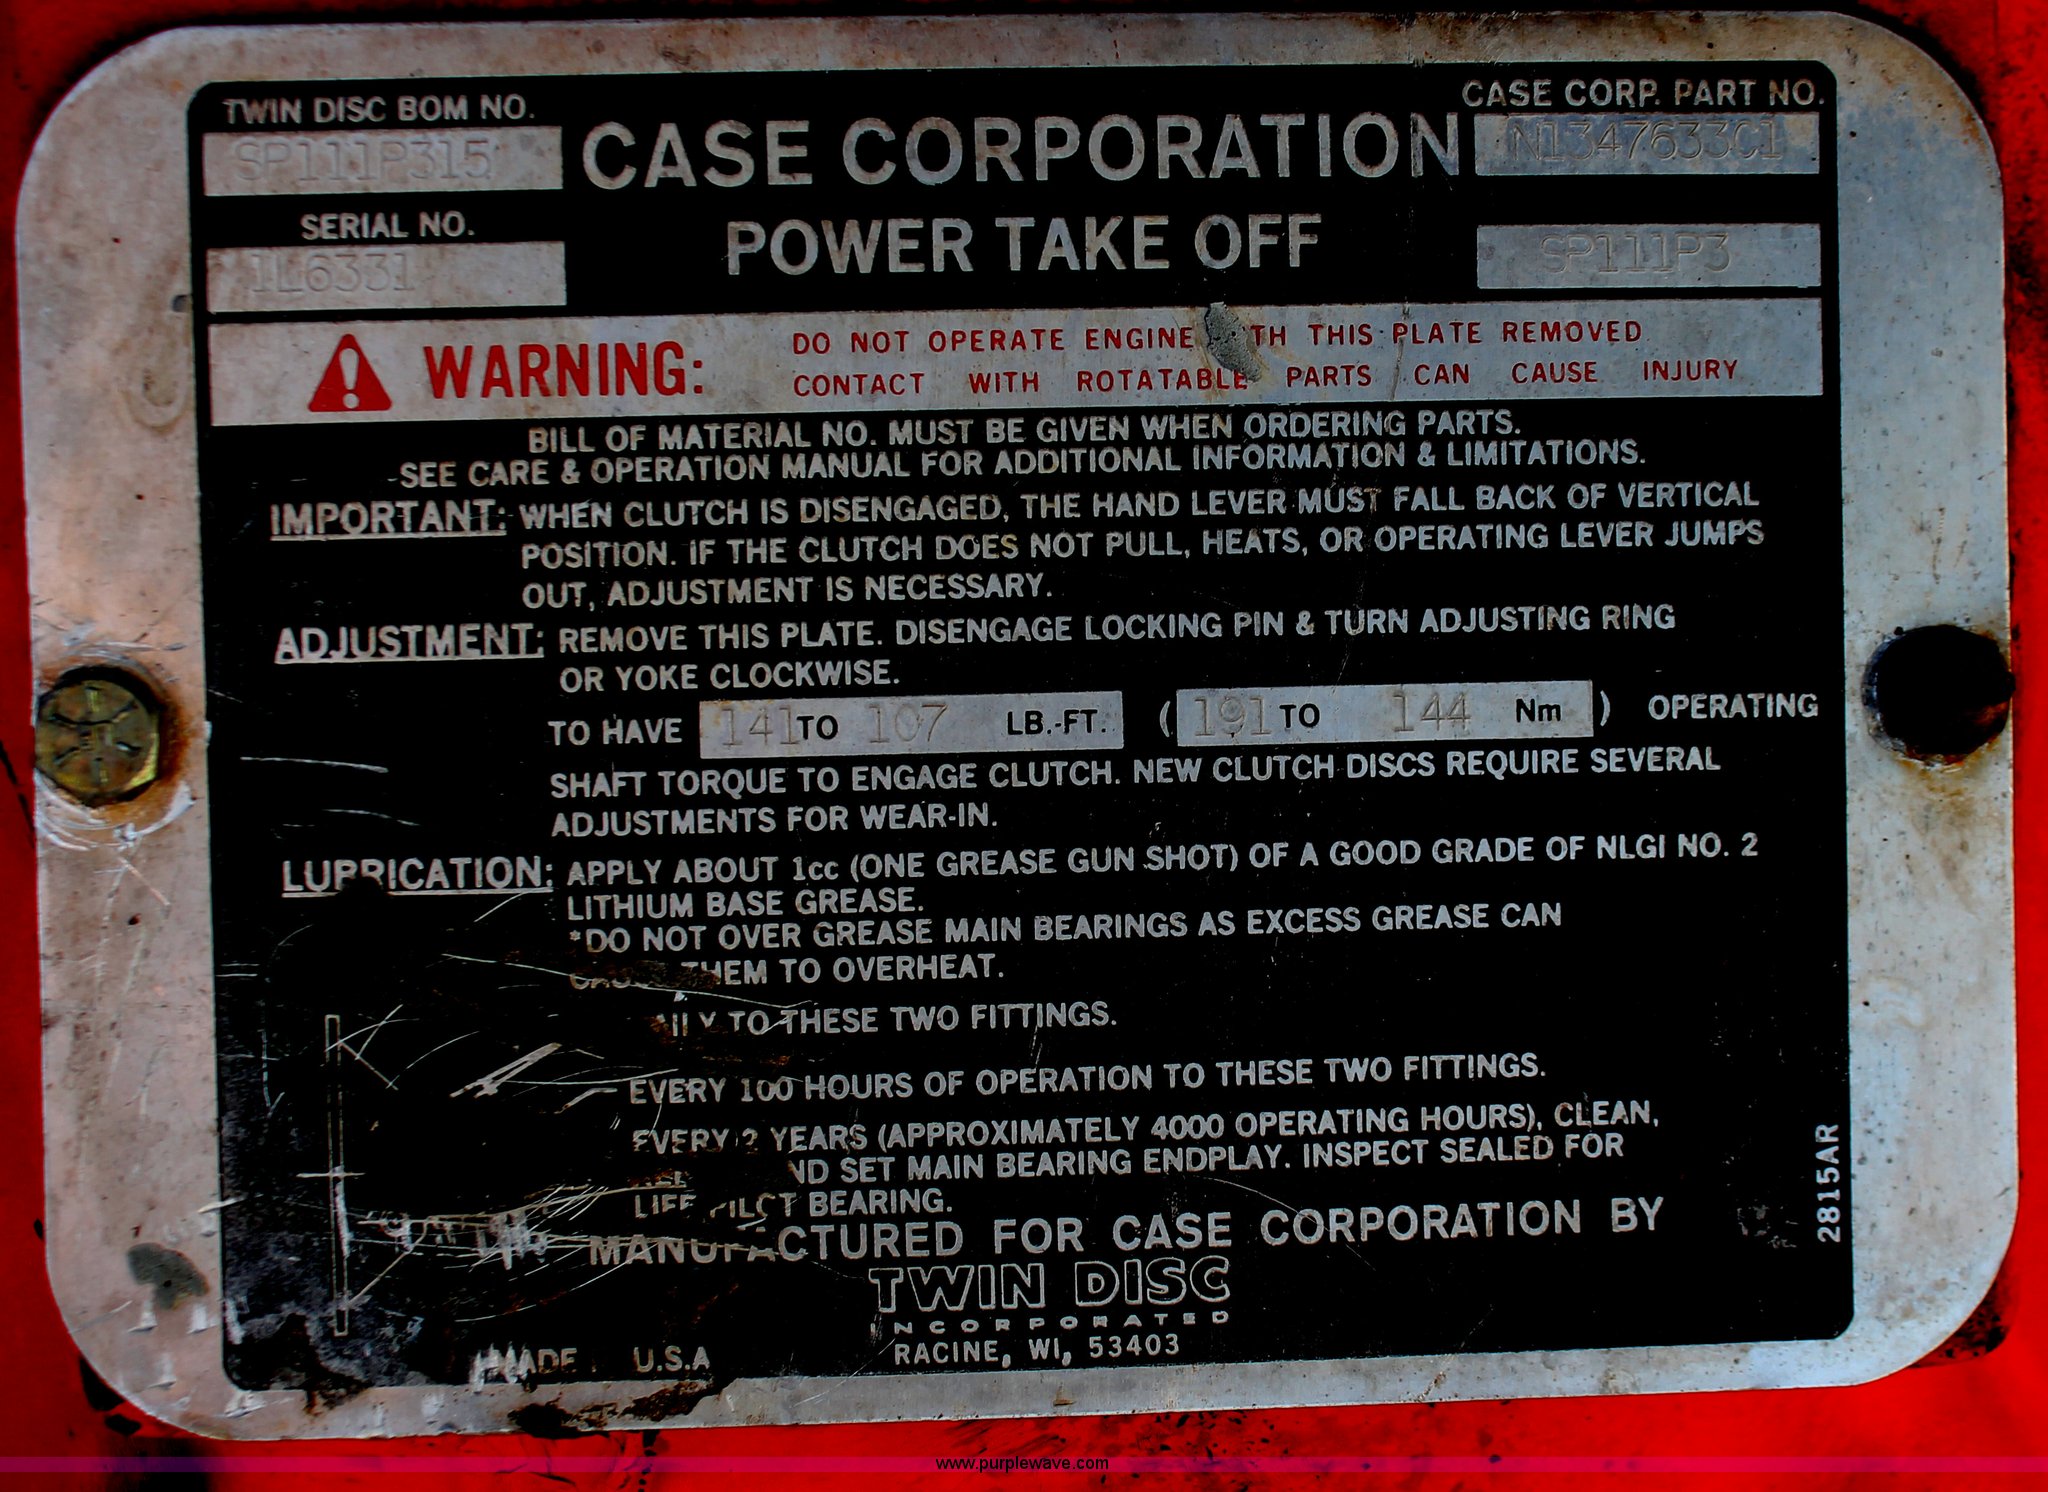 TWIN DISC BOM NO.
SP111P315
SERIAL NO.
1L6331
CASE CORPORATION
POWER TAKE OFF
CASE CORP. PART NO.
N1347633C1
SP111P3
WARNING:
DO NOT OPERATE ENGINE TH THIS PLATE REMOVED
CONTACT WITH ROTATABLE PARTS CAN CAUSE INJURY
BILL OF MATERIAL NO. MUST BE GIVEN WHEN ORDERING PARTS.
-SEE CARE & OPERATION MANUAL FOR ADDITIONAL INFORMATION & LIMITATIONS.
IMPORTANT: WHEN CLUTCH IS DISENGAGED, THE HAND LEVER MUST FALL BACK OF VERTICAL
POSITION. IF THE CLUTCH DOES NOT PULL, HEATS, OR OPERATING LEVER JUMPS
OUT, ADJUSTMENT IS NECESSARY.
ADJUSTMENT: REMOVE THIS PLATE. DISENGAGE LOCKING PIN & TURN ADJUSTING RING
OR YOKE CLOCKWISE.
TO HAVE 141 TO 107 LB.-FT. (191 TO 144 Nm) OPERATING
SHAFT TORQUE TO ENGAGE CLUTCH. NEW CLUTCH DISCS REQUIRE SEVERAL
ADJUSTMENTS FOR WEAR-IN.
LUBRICATION: APPLY ABOUT 1cc (ONE GREASE GUN SHOT) OF A GOOD GRADE OF NLGI NO. 2
LITHIUM BASE GREASE.
*DO NOT OVER GREASE MAIN BEARINGS AS EXCESS GREASE CAN
THEM TO OVERHEAT.
TO THESE TWO FITTINGS.
EVERY 100 HOURS OF OPERATION TO THESE TWO FITTINGS.
EVERY 2 YEARS (APPROXIMATELY 4000 OPERATING HOURS), CLEAN,
ND SET MAIN BEARING ENDPLAY. INSPECT SEALED FOR
LIFE PILOT BEARING.
MANUFACTURED FOR CASE CORPORATION BY
TWIN DISC
INCORPORATED
RACINE, WI, 53403
MADE U.S.A
2815AR
www.purplewave.com